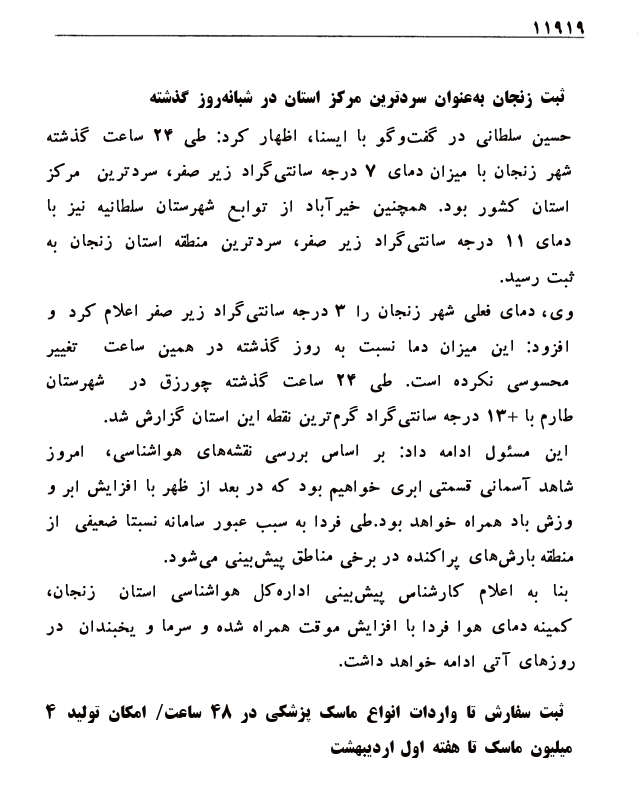 ۱۱۹۱۹
ثبت زنجان به‌عنوان سردترین مرکز استان در شبانه‌روز گذشته
حسین سلطانی در گفت‌وگو با ایسنا، اظهار کرد: طی ۲۴ ساعت گذشته
شهر زنجان با میزان دمای ۷ درجه سانتی‌گراد زیر صفر، سردترین مرکز
استان کشور بود. همچنین خیرآباد از توابع شهرستان سلطانیه نیز با
دمای ۱۱ درجه سانتی‌گراد زیر صفر، سردترین منطقه استان زنجان به
ثبت رسید.
وی، دمای فعلی شهر زنجان را ۳ درجه سانتی‌گراد زیر صفر اعلام کرد و
افزود: این میزان دما نسبت به روز گذشته در همین ساعت تغییر
محسوسی نکرده است. طی ۲۴ ساعت گذشته چورزق در شهرستان
طارم با +۱۳ درجه سانتی‌گراد گرم‌ترین نقطه این استان گزارش شد.
این مسئول ادامه داد: بر اساس بررسی نقشه‌های هواشناسی، امروز
شاهد آسمانی قسمتی ابری خواهیم بود که در بعد از ظهر با افزایش ابر و
وزش باد همراه خواهد بود.طی فردا به سبب عبور سامانه نسبتا ضعیفی از
منطقه بارش‌های پراکنده در برخی مناطق پیش‌بینی می‌شود.
بنا به اعلام کارشناس پیش‌بینی اداره‌کل هواشناسی استان زنجان،
کمینه دمای هوا فردا با افزایش موقت همراه شده و سرما و یخبندان در
روزهای آتی ادامه خواهد داشت.
ثبت سفارش تا واردات انواع ماسک پزشکی در ۴۸ ساعت/ امکان تولید ۴
میلیون ماسک تا هفته اول اردیبهشت